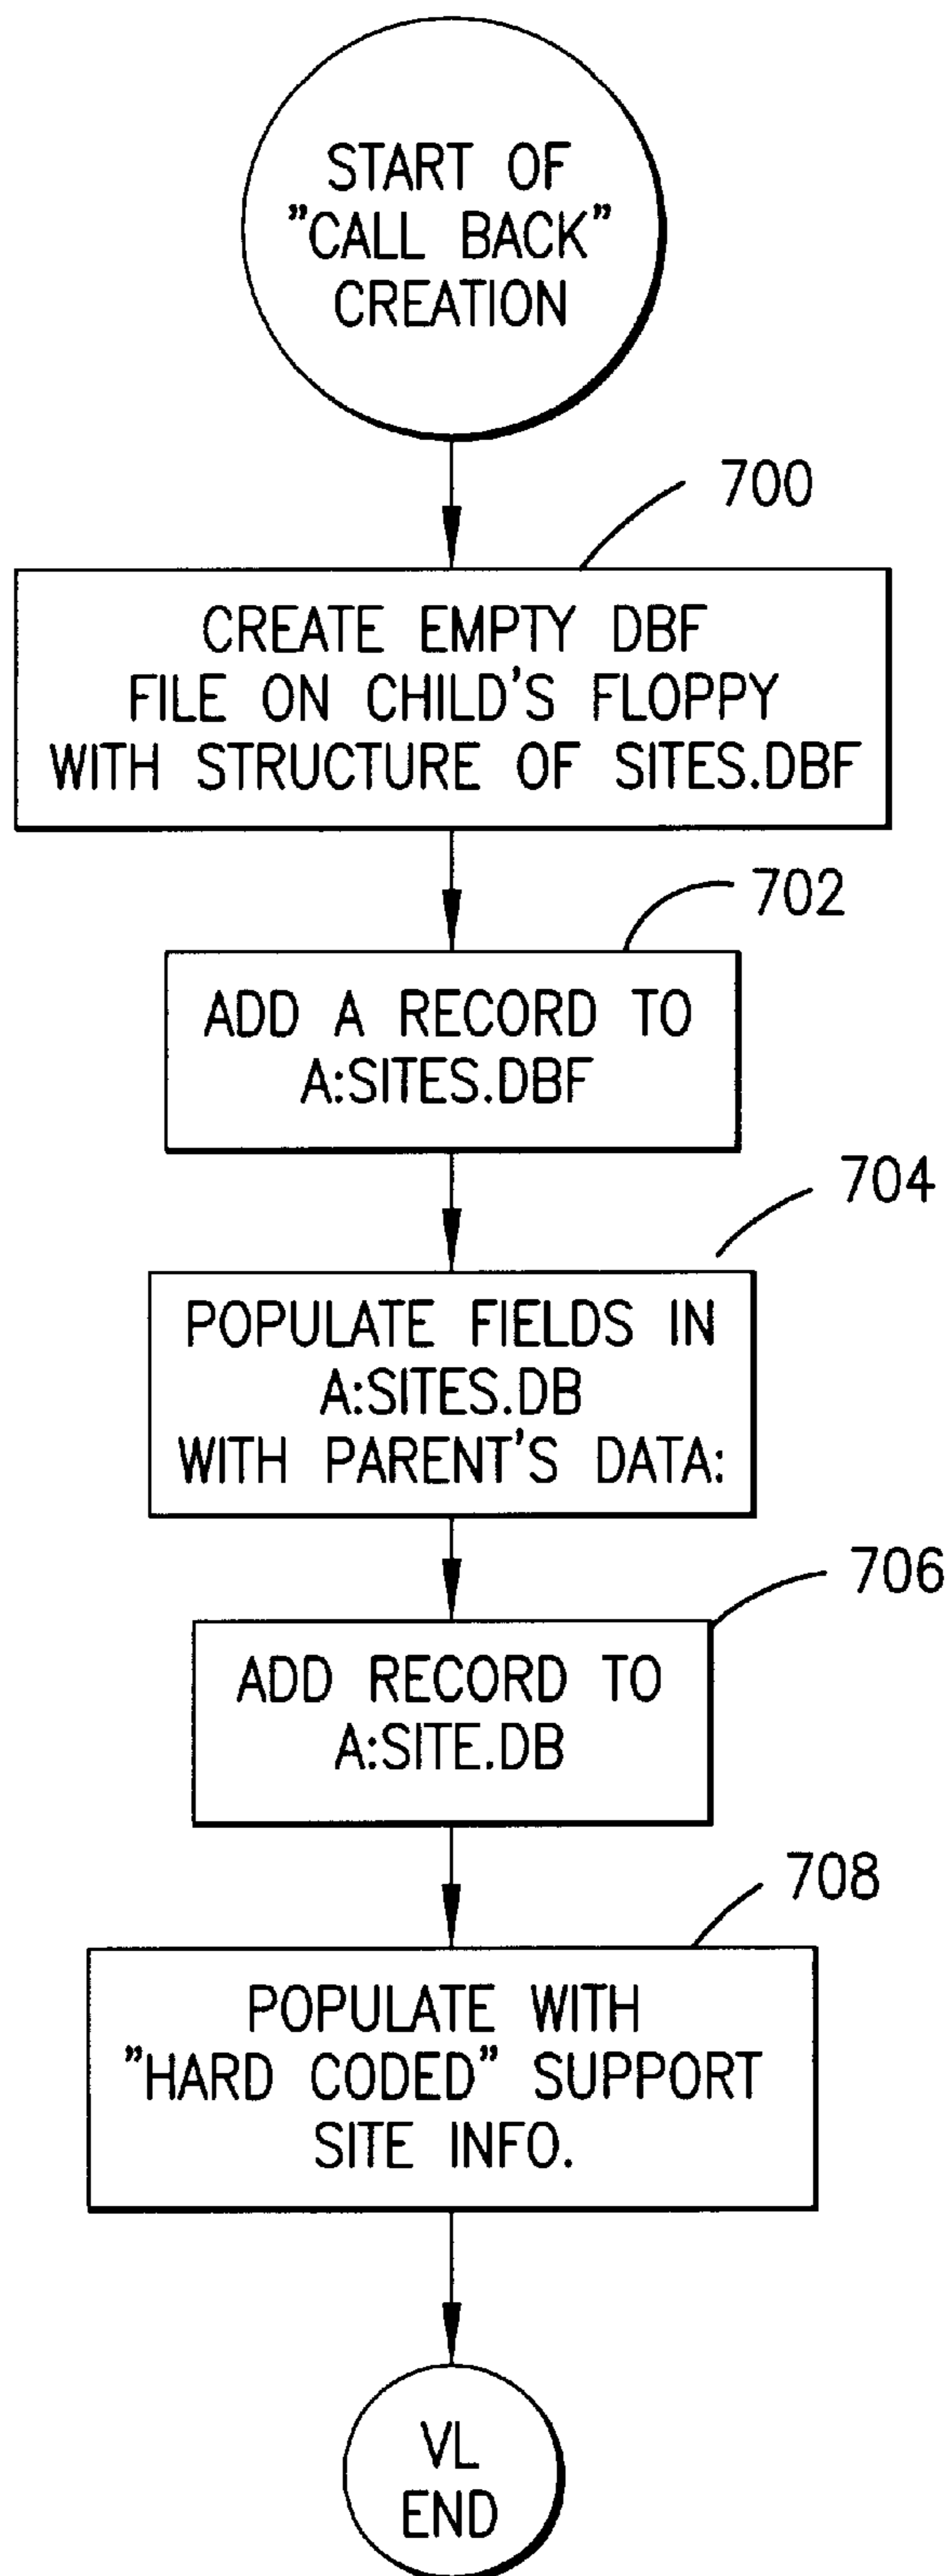 START OF
"CALL BACK"
CREATION
700
CREATE EMPTY DBF
FILE ON CHILD'S FLOPPY
WITH STRUCTURE OF SITES.DBF
702
ADD A RECORD TO
A:SITES.DBF
704
POPULATE FIELDS IN
A:SITES.DB
WITH PARENT'S DATA:
706
ADD RECORD TO
A:SITE.DB
708
POPULATE WITH
"HARD CODED" SUPPORT
SITE INFO.
VL
END